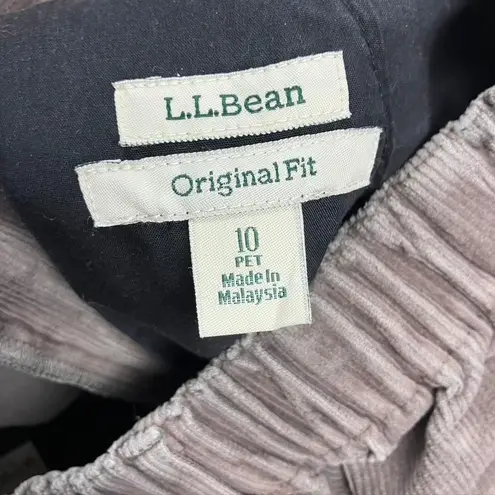 L.L.Bean
Original Fit
10
PET
Made In
Malaysia